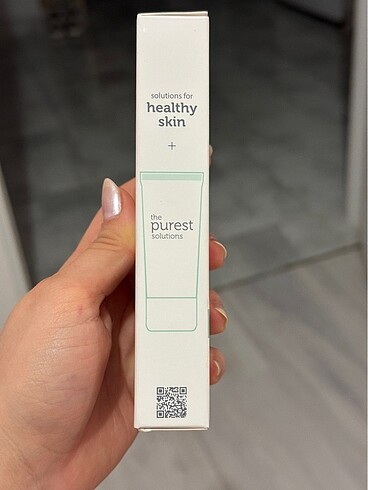 solutions for
healthy
skin
+
the
purest
solutions